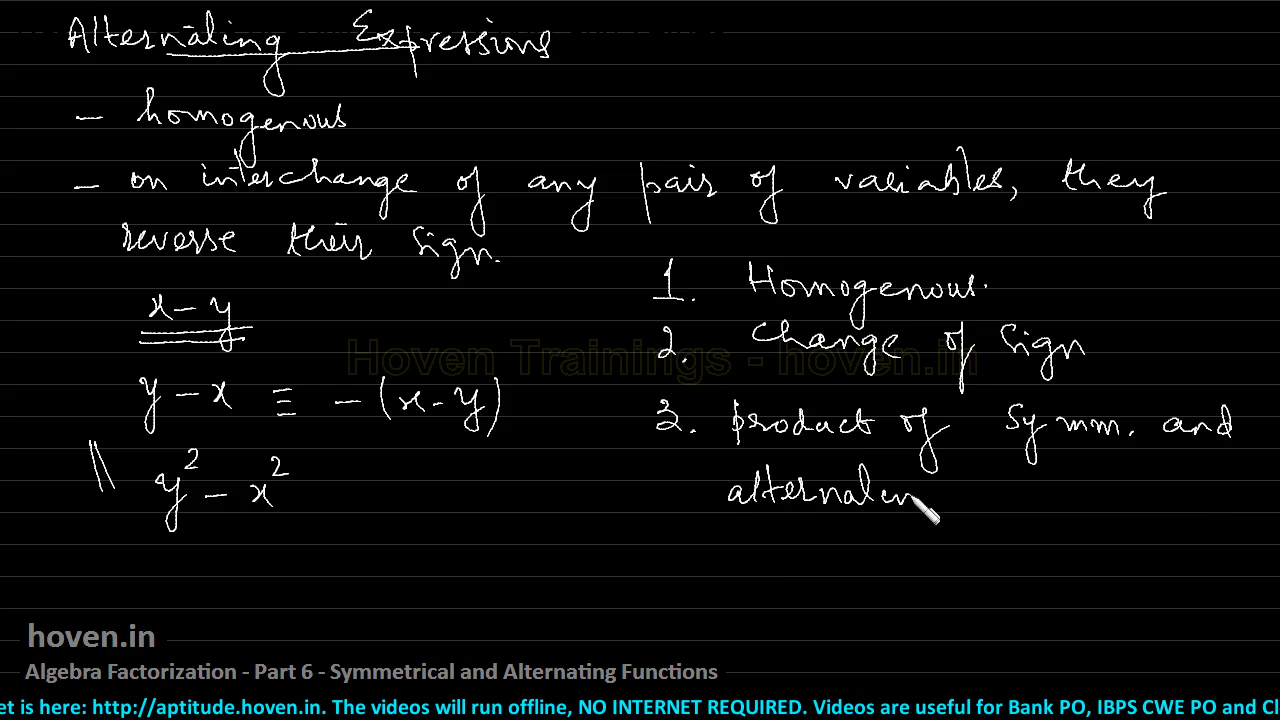 Alternating Expressions
- homogenous
- on interchange of any pair of variables, they
reverse their sign.
x - y
y - x ≡ - (x - y)
\\ y² - x²
1. Homogenous.
2. change of sign
3. product of symm. and
alternatin
Hoven Trainings - hoven.in
hoven.in
Algebra Factorization - Part 6 - Symmetrical and Alternating Functions
et is here: http://aptitude.hoven.in. The videos will run offline, NO INTERNET REQUIRED. Videos are useful for Bank PO, IBPS CWE PO and Cl